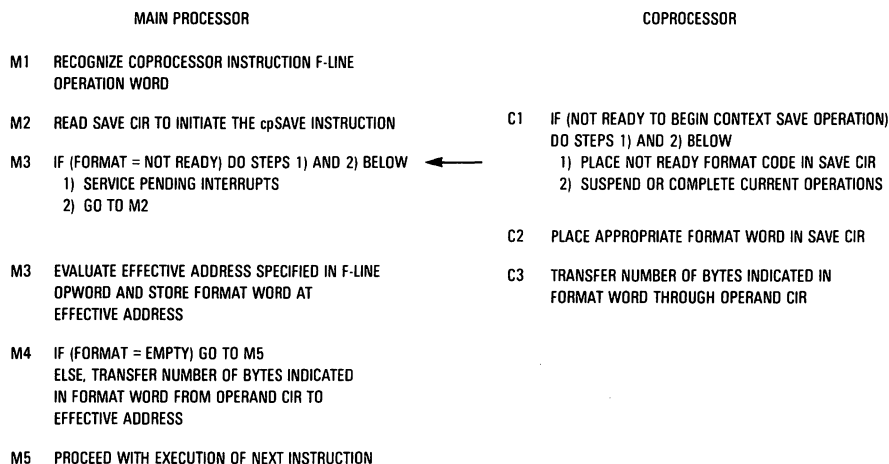 MAIN PROCESSOR
M1 RECOGNIZE COPROCESSOR INSTRUCTION F-LINE
OPERATION WORD
M2 READ SAVE CIR TO INITIATE THE cpSAVE INSTRUCTION
M3 IF (FORMAT = NOT READY) DO STEPS 1) AND 2) BELOW
1) SERVICE PENDING INTERRUPTS
2) GO TO M2
M3 EVALUATE EFFECTIVE ADDRESS SPECIFIED IN F-LINE
OPWORD AND STORE FORMAT WORD AT
EFFECTIVE ADDRESS
M4 IF (FORMAT = EMPTY) GO TO M5
ELSE, TRANSFER NUMBER OF BYTES INDICATED
IN FORMAT WORD FROM OPERAND CIR TO
EFFECTIVE ADDRESS
M5 PROCEED WITH EXECUTION OF NEXT INSTRUCTION
COPROCESSOR
C1 IF (NOT READY TO BEGIN CONTEXT SAVE OPERATION)
DO STEPS 1) AND 2) BELOW
1) PLACE NOT READY FORMAT CODE IN SAVE CIR
2) SUSPEND OR COMPLETE CURRENT OPERATIONS
C2 PLACE APPROPRIATE FORMAT WORD IN SAVE CIR
C3 TRANSFER NUMBER OF BYTES INDICATED IN
FORMAT WORD THROUGH OPERAND CIR